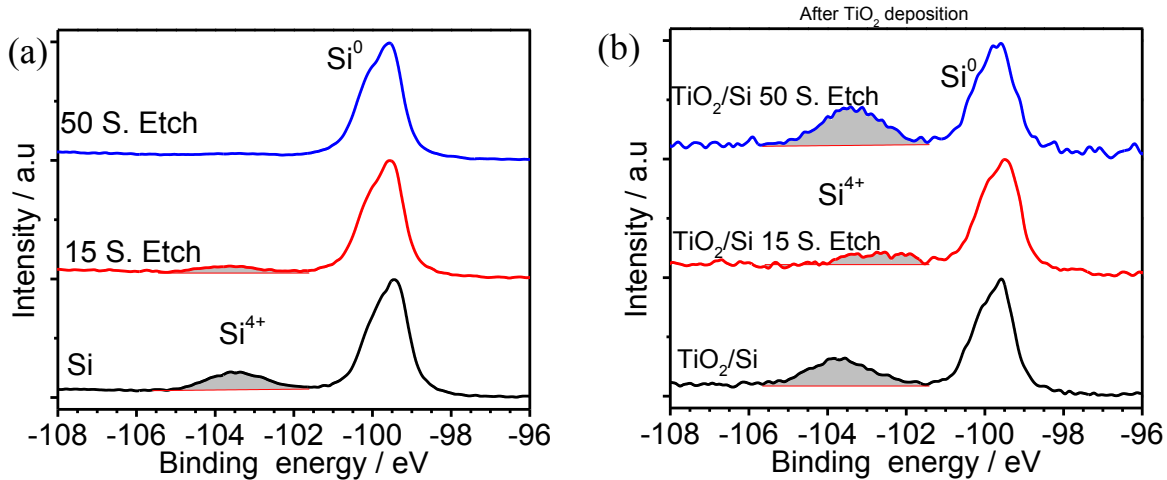 (a)
Si⁰
50 S. Etch
15 S. Etch
Si⁴⁺
Si
Intensity / a.u
-108 -106 -104 -102 -100 -98 -96
Binding energy / eV
After TiO₂ deposition
(b)
Si⁰
TiO₂/Si 50 S. Etch
Si⁴⁺
TiO₂/Si 15 S. Etch
TiO₂/Si
Intensity / a.u
-108 -106 -104 -102 -100 -98 -96
Binding energy / eV